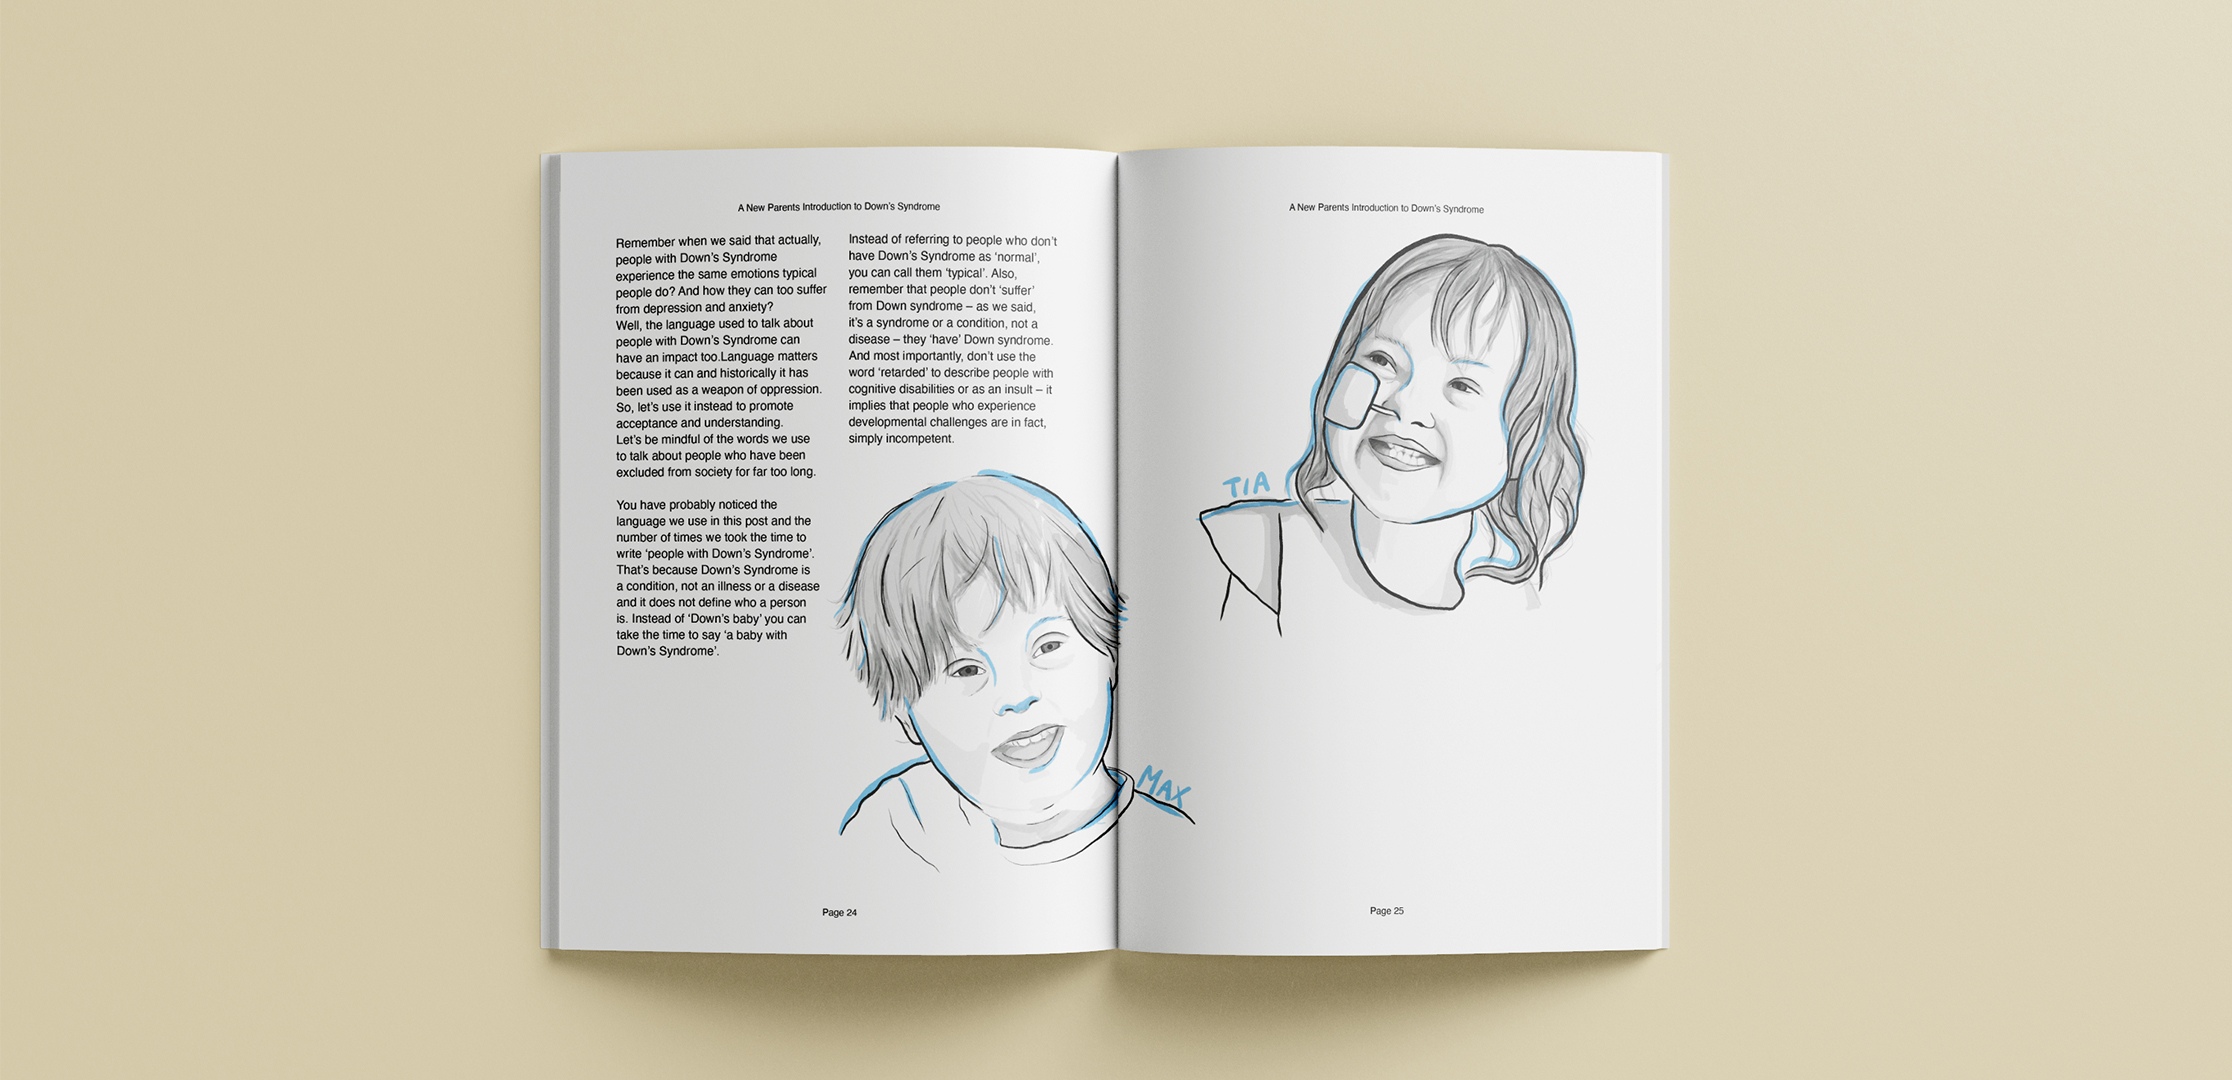 A New Parents Introduction to Down's Syndrome
Remember when we said that actually,
people with Down's Syndrome
experience the same emotions typical
people do? And how they can too suffer
from depression and anxiety?
Well, the language used to talk about
people with Down's Syndrome can
have an impact too.Language matters
because it can and historically it has
been used as a weapon of oppression.
So, let's use it instead to promote
acceptance and understanding.
Let's be mindful of the words we use
to talk about people who have been
excluded from society for far too long.
You have probably noticed the
language we use in this post and the
number of times we took the time to
write 'people with Down's Syndrome'.
That's because Down's Syndrome is
a condition, not an illness or a disease
and it does not define who a person
is. Instead of 'Down's baby' you can
take the time to say 'a baby with
Down's Syndrome'.
Instead of referring to people who don't
have Down's Syndrome as 'normal',
you can call them 'typical'. Also,
remember that people don't 'suffer'
from Down syndrome – as we said,
it's a syndrome or a condition, not a
disease – they 'have' Down syndrome.
And most importantly, don't use the
word 'retarded' to describe people with
cognitive disabilities or as an insult – it
implies that people who experience
developmental challenges are in fact,
simply incompetent.
MAX
Page 24
A New Parents Introduction to Down's Syndrome
TIA
Page 25